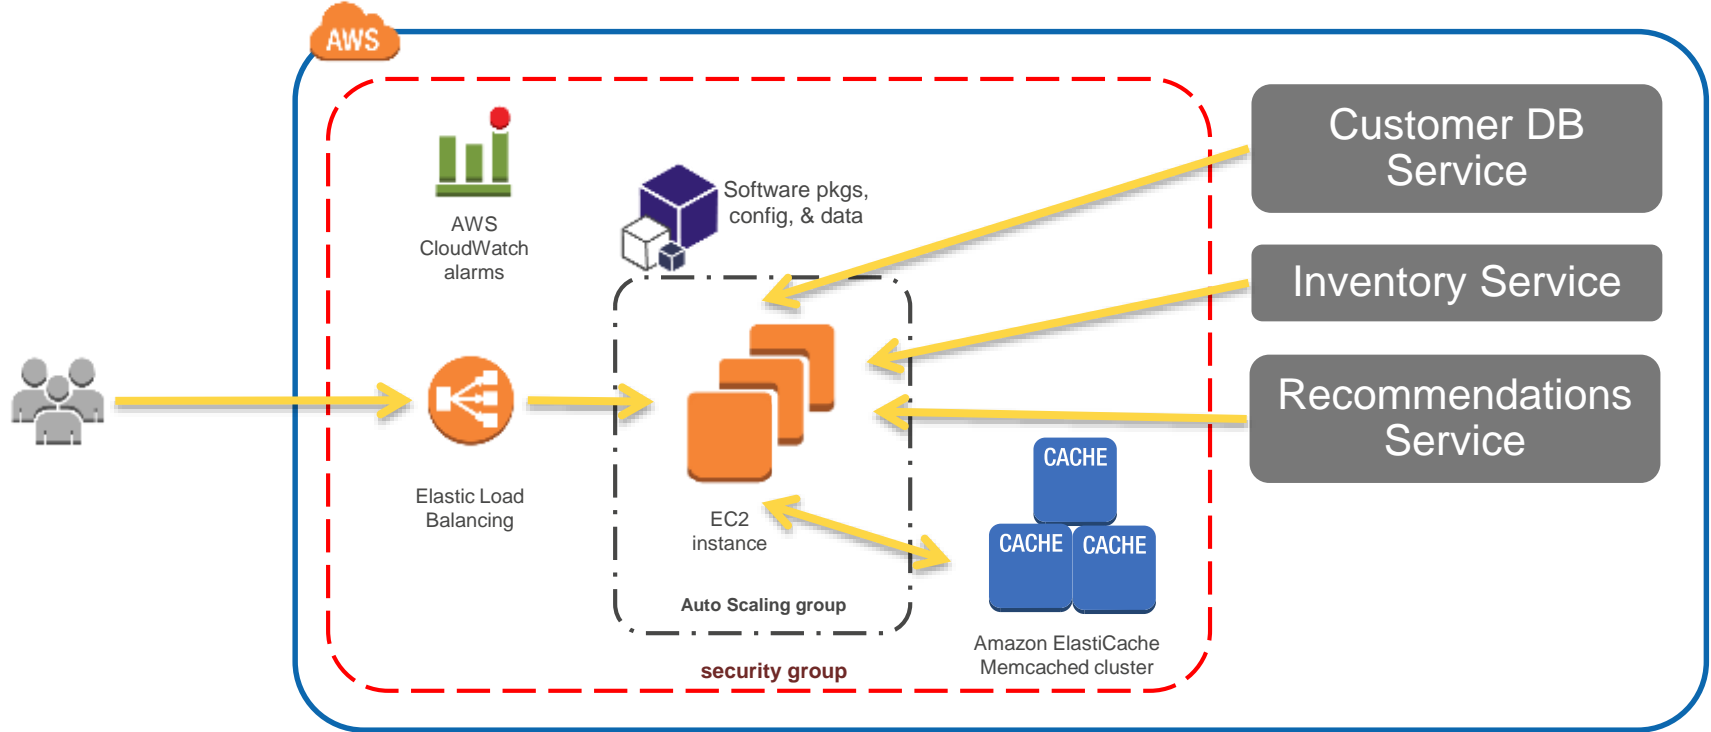 AWS
AWS
CloudWatch
alarms
Software pkgs,
config, & data
Customer DB
Service
Inventory Service
Recommendations
Service
Elastic Load
Balancing
EC2
instance
Auto Scaling group
CACHE
CACHE
CACHE
Amazon ElastiCache
Memcached cluster
security group